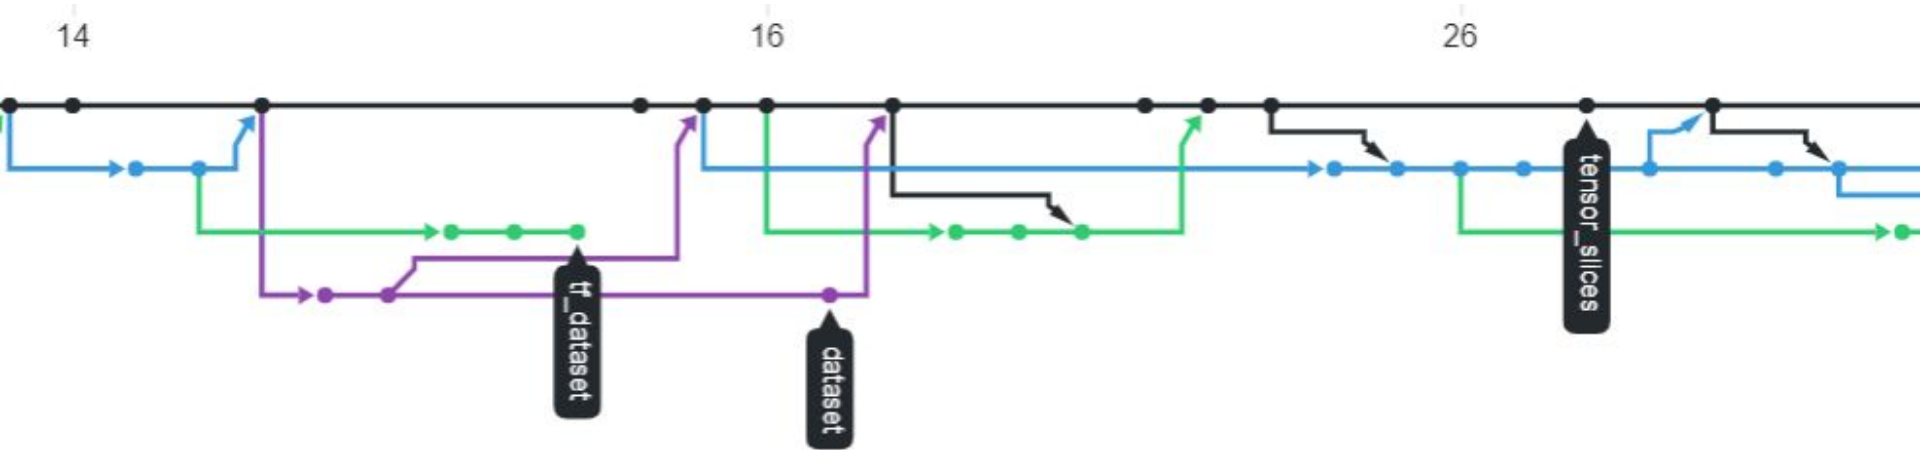 14
16
26
tf_dataset
dataset
tensor_slices